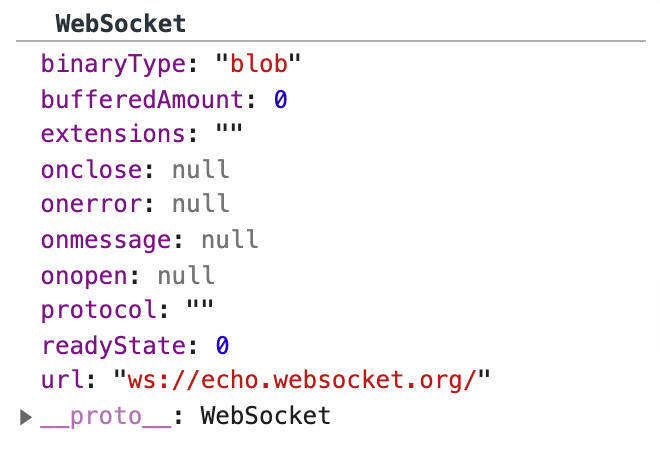 WebSocket
binaryType: "blob"
bufferedAmount: 0
extensions: ""
onclose: null
onerror: null
onmessage: null
onopen: null
protocol: ""
readyState: 0
url: "ws://echo.websocket.org/"
__proto__: WebSocket